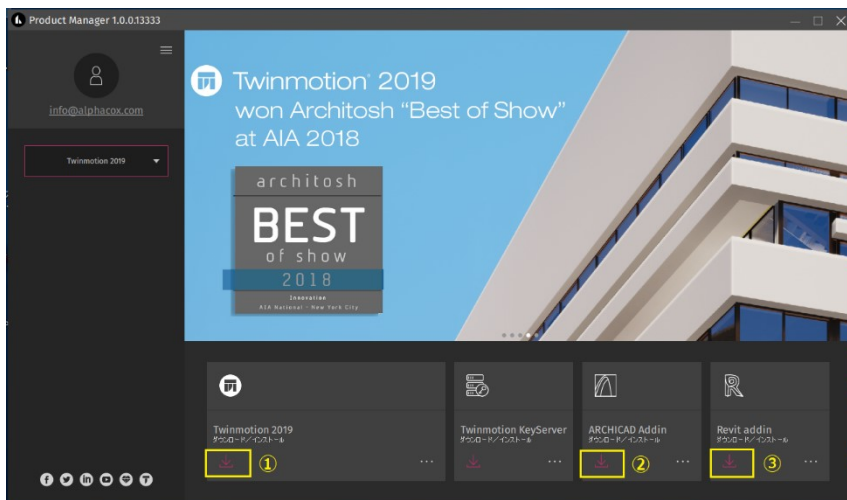 Product Manager 1.0.0.13333
info@alphacox.com
Twinmotion 2019
Twinmotion® 2019
won Architosh “Best of Show”
at AIA 2018
architosh
BEST
of show
2018
Innovation
AIA National - New York City
Twinmotion 2019
ダウンロード/インストール
①
Twinmotion KeyServer
ダウンロード/インストール
ARCHICAD Addin
ダウンロード/インストール
②
Revit addin
ダウンロード/インストール
③